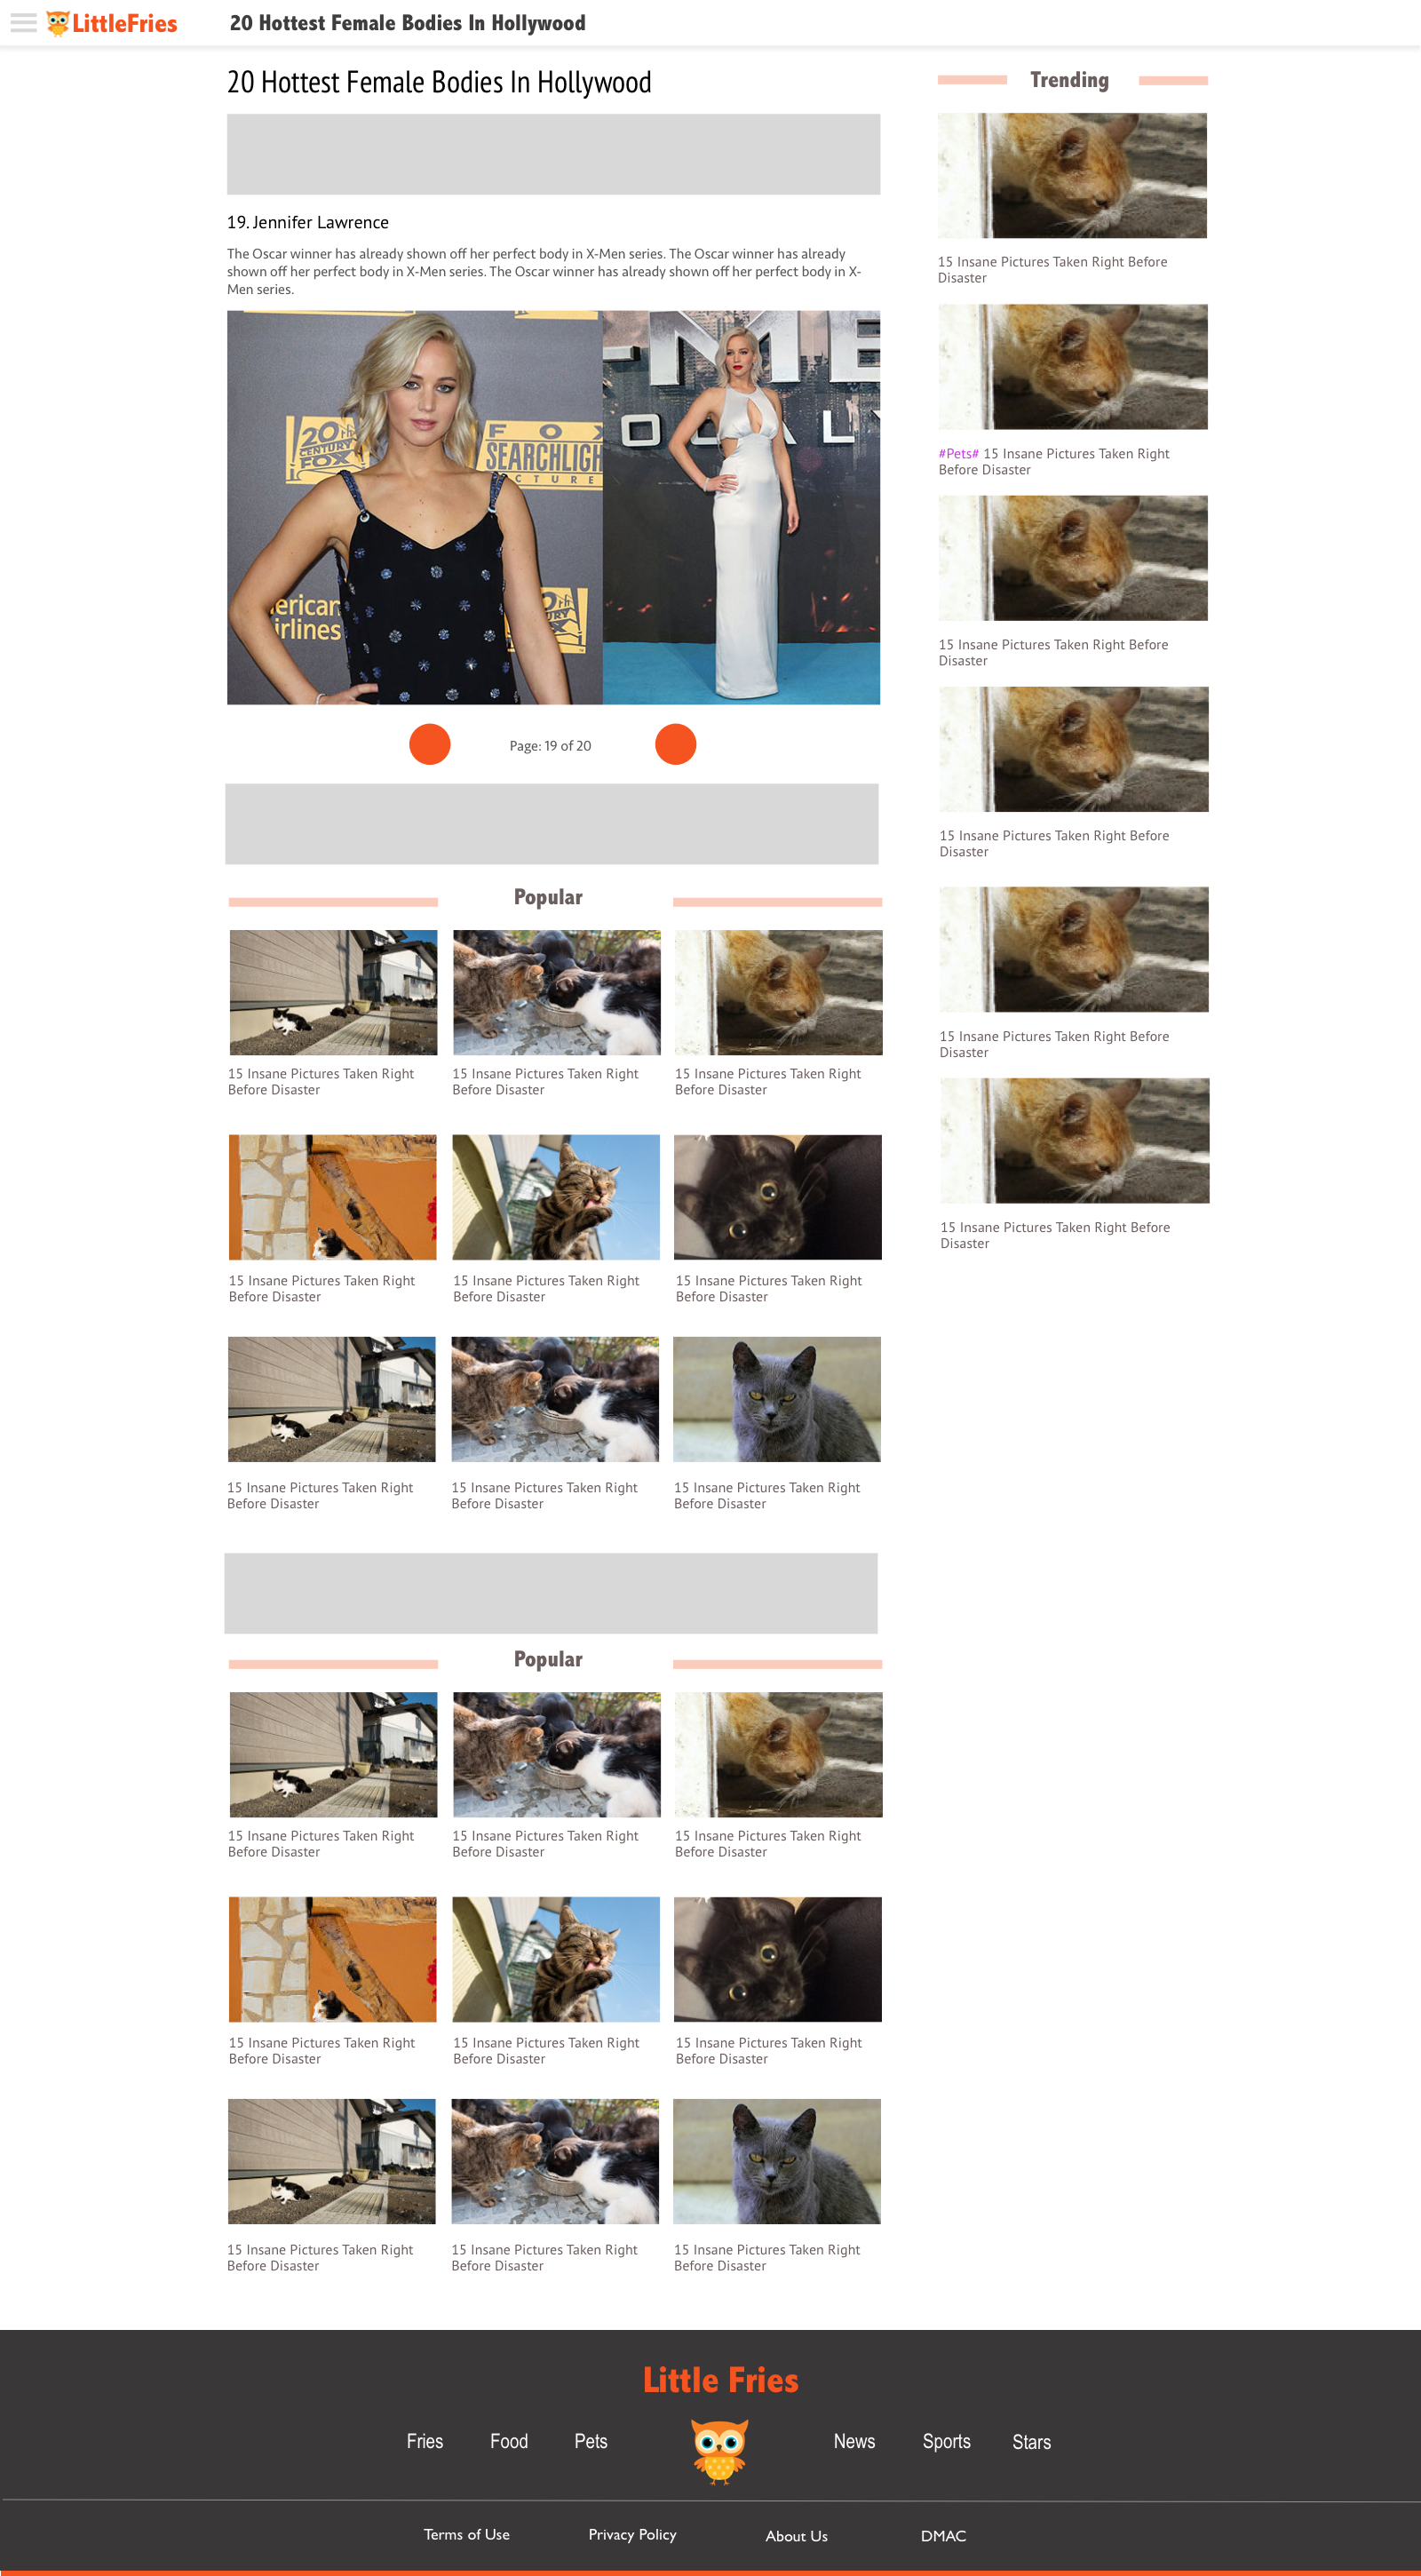 LittleFries
20 Hottest Female Bodies In Hollywood
20 Hottest Female Bodies In Hollywood
19. Jennifer Lawrence
The Oscar winner has already shown off her perfect body in X-Men series. The Oscar winner has already
shown off her perfect body in X-Men series. The Oscar winner has already shown off her perfect body in X-
Men series.
20th
CENTURY
FOX
FOX
SEARCHLIGH
CTURE
erican
irlines
ME
OCAL
Page: 19 of 20
Popular
15 Insane Pictures Taken Right
Before Disaster
15 Insane Pictures Taken Right
Before Disaster
15 Insane Pictures Taken Right
Before Disaster
15 Insane Pictures Taken Right
Before Disaster
15 Insane Pictures Taken Right
Before Disaster
15 Insane Pictures Taken Right
Before Disaster
15 Insane Pictures Taken Right
Before Disaster
15 Insane Pictures Taken Right
Before Disaster
15 Insane Pictures Taken Right
Before Disaster
Popular
15 Insane Pictures Taken Right
Before Disaster
15 Insane Pictures Taken Right
Before Disaster
15 Insane Pictures Taken Right
Before Disaster
15 Insane Pictures Taken Right
Before Disaster
15 Insane Pictures Taken Right
Before Disaster
15 Insane Pictures Taken Right
Before Disaster
15 Insane Pictures Taken Right
Before Disaster
15 Insane Pictures Taken Right
Before Disaster
15 Insane Pictures Taken Right
Before Disaster
Trending
15 Insane Pictures Taken Right Before
Disaster
#Pets# 15 Insane Pictures Taken Right
Before Disaster
15 Insane Pictures Taken Right Before
Disaster
15 Insane Pictures Taken Right Before
Disaster
15 Insane Pictures Taken Right Before
Disaster
15 Insane Pictures Taken Right Before
Disaster
Little Fries
Fries Food Pets News Sports Stars
Terms of Use Privacy Policy About Us DMAC